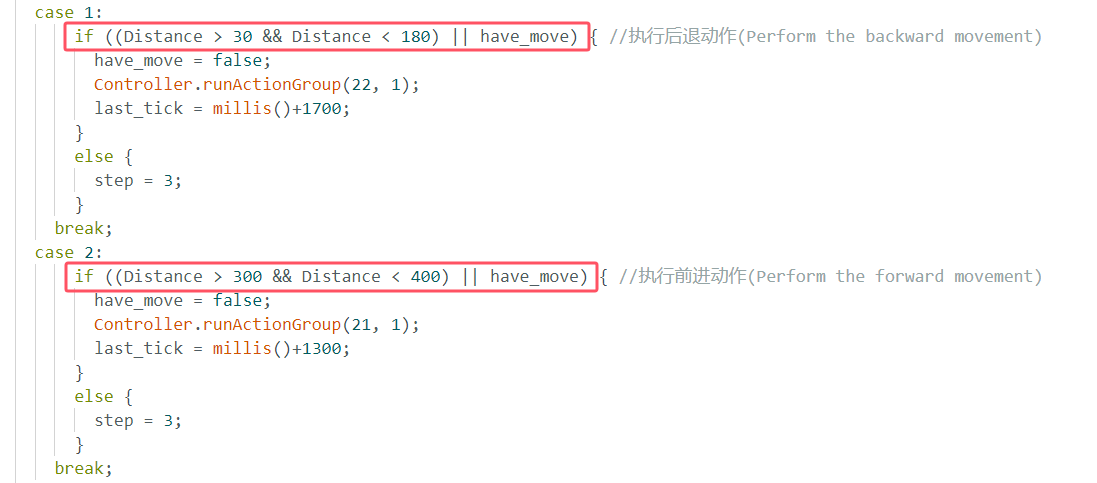 case 1:
if ((Distance > 30 && Distance < 180) || have_move) { //执行后退动作(Perform the backward movement)
have_move = false;
Controller.runActionGroup(22, 1);
last_tick = millis()+1700;
}
else {
step = 3;
}
break;
case 2:
if ((Distance > 300 && Distance < 400) || have_move) { //执行前进动作(Perform the forward movement)
have_move = false;
Controller.runActionGroup(21, 1);
last_tick = millis()+1300;
}
else {
step = 3;
}
break;